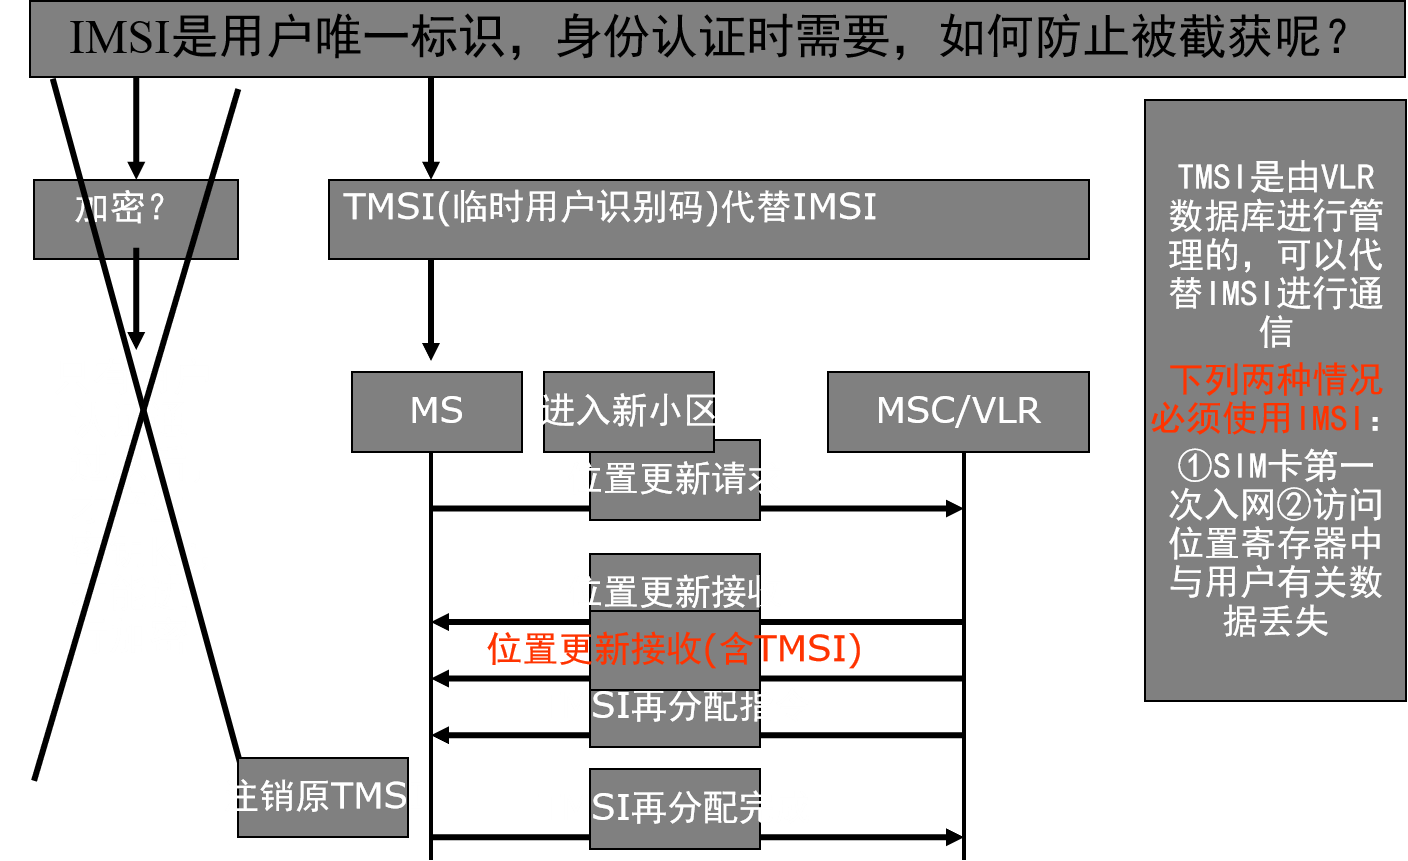 IMSI是用户唯一标识，身份认证时需要，如何防止被截获呢？
加密？
TMSI(临时用户识别码)代替IMSI
MS
进入新小区
MSC/VLR
位置更新请求
位置更新接收
位置更新接收(含TMSI)
SI再分配指
SI再分配完
注销原TMS
TMSI是由VLR
数据库进行管
理的，可以代
替IMSI进行通
信
下列两种情况
必须使用IMSI：
①SIM卡第一
次入网②访问
位置寄存器中
与用户有关数
据丢失